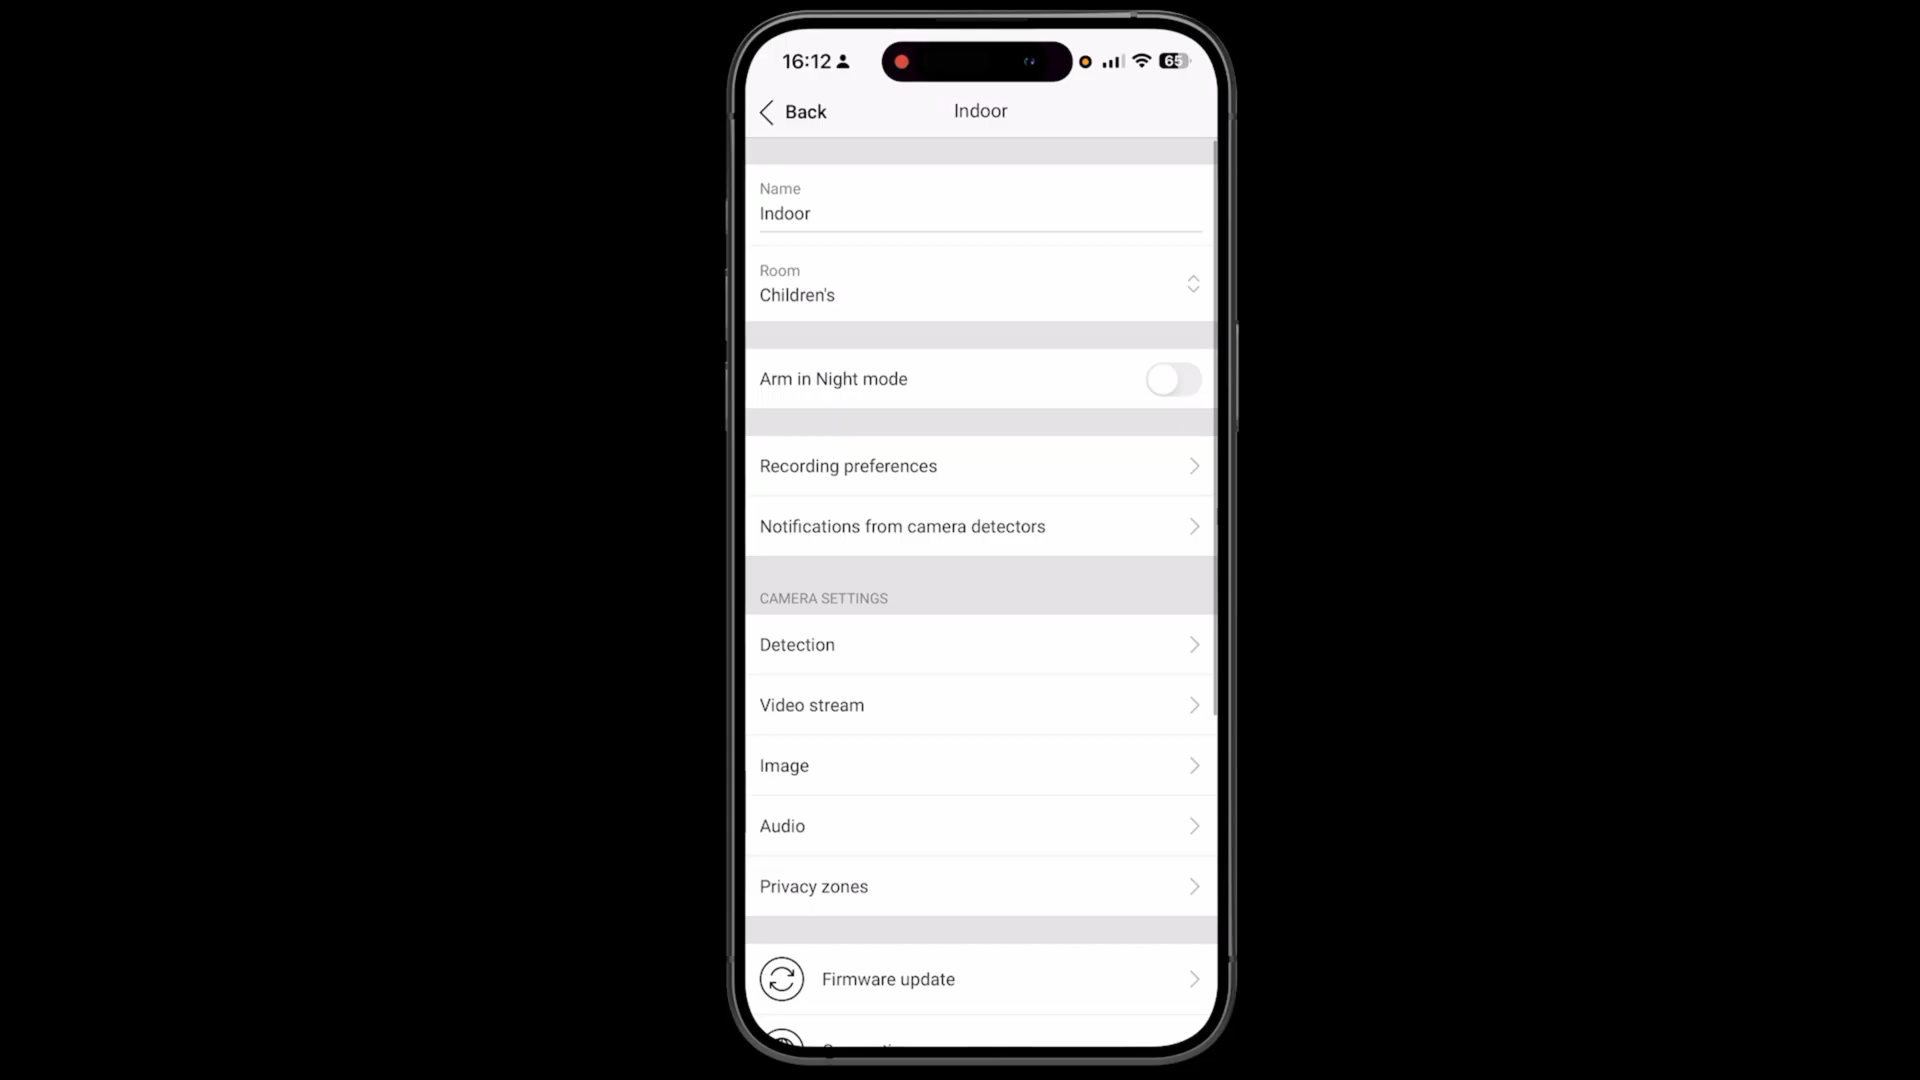 16:12
65
Back
Indoor
Name
Indoor
Room
Children's
Arm in Night mode
Recording preferences
Notifications from camera detectors
CAMERA SETTINGS
Detection
Video stream
Image
Audio
Privacy zones
Firmware update